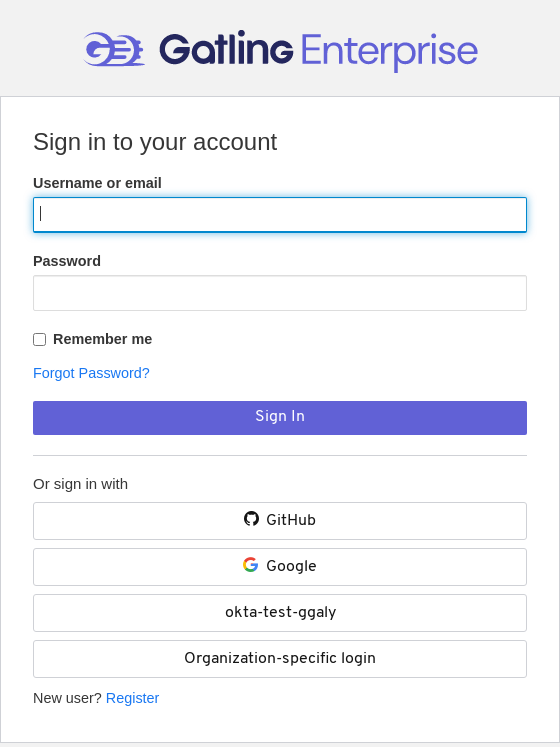 Gatling Enterprise
Sign in to your account
Username or email
Password
Remember me
Forgot Password?
Sign In
Or sign in with
GitHub
Google
okta-test-ggaly
Organization-specific login
New user? Register